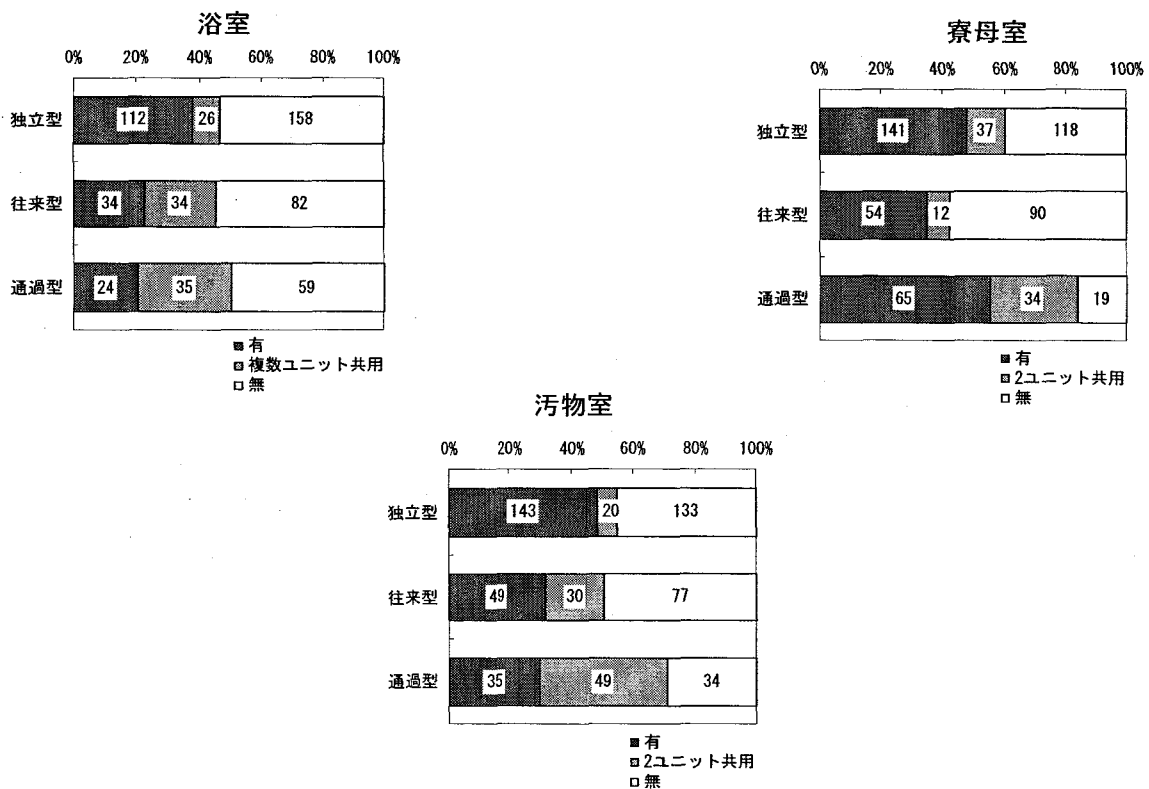 浴室
0% 20% 40% 60% 80% 100%
独立型 112 26 158
往来型 34 34 82
通過型 24 35 59
有
複数ユニット共用
無
寮母室
0% 20% 40% 60% 80% 100%
独立型 141 37 118
往来型 54 12 90
通過型 65 34 19
有
2ユニット共用
無
汚物室
0% 20% 40% 60% 80% 100%
独立型 143 20 133
往来型 49 30 77
通過型 35 49 34
有
2ユニット共用
無